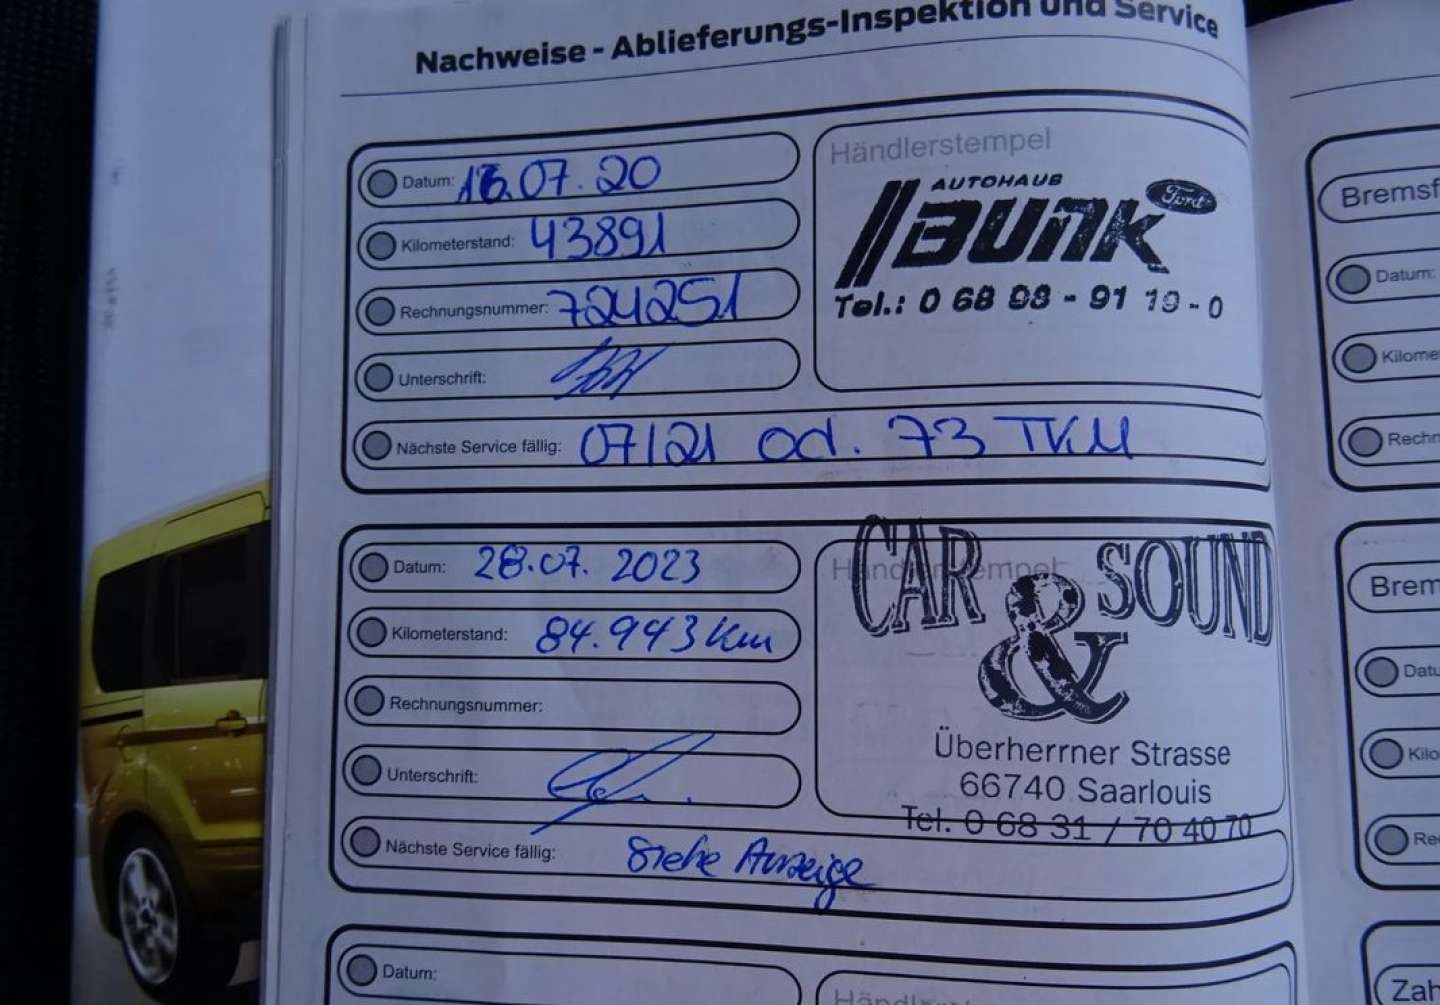 Nachweise - Ablieferungs-Inspektion und Service
Datum: 16.07.20
Kilometerstand: 43891
Rechnungsnummer: 724251
Unterschrift:
Nächste Service fällig: 07/21 od. 73 TKM
Händlerstempel
AUTOHAUS
BUNK Ford
Tel.: 0 68 98 - 91 19 - 0
Datum: 28.07.2023
Kilometerstand: 84.943 Km
Rechnungsnummer:
Unterschrift:
Nächste Service fällig: Siehe Anzeige
Händlerstempel
CAR & SOUND
Überherrner Strasse
66740 Saarlouis
Tel. 0 68 31 / 70 40 70
Datum:
Händlerstempel
Bremsf
Datum:
Kilome
Rechn
Brem
Datu
Kilo
Re
Zah